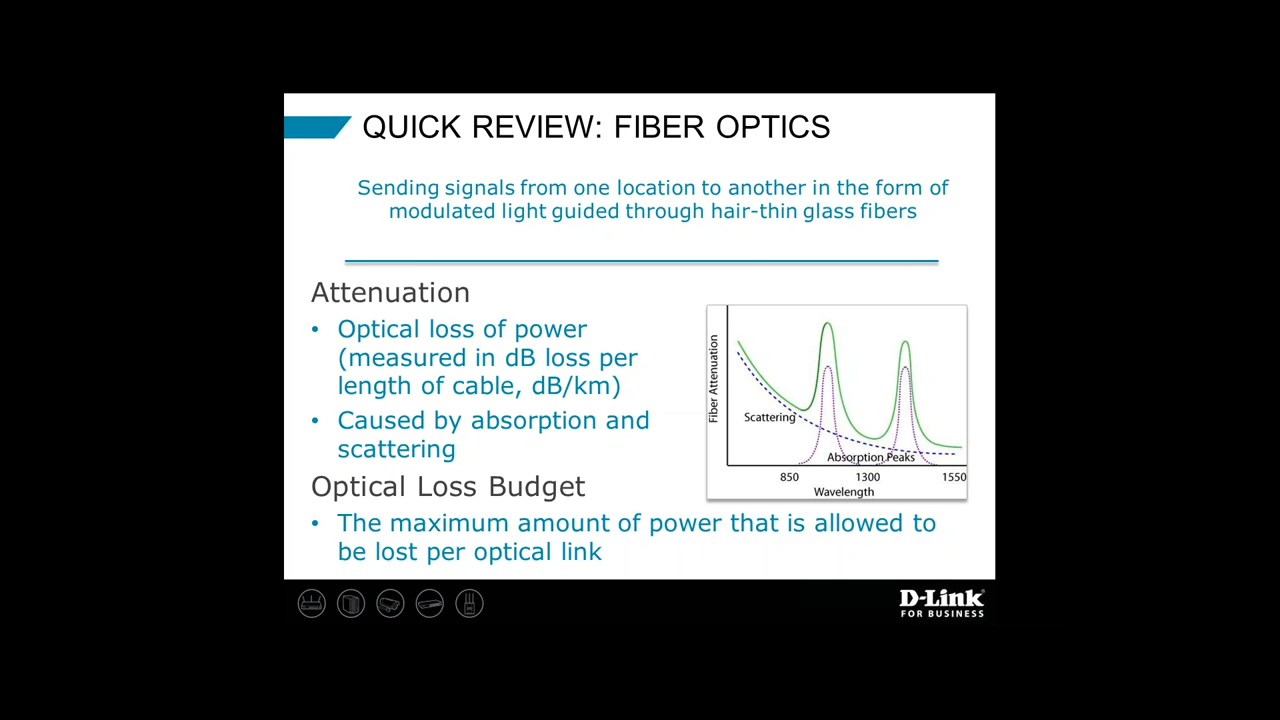 QUICK REVIEW: FIBER OPTICS
Sending signals from one location to another in the form of
modulated light guided through hair-thin glass fibers
Attenuation
• Optical loss of power
(measured in dB loss per
length of cable, dB/km)
• Caused by absorption and
scattering
Optical Loss Budget
• The maximum amount of power that is allowed to
be lost per optical link
Fiber Attenuation
Scattering
Absorption Peaks
850 1300 1550
Wavelength
D-Link
FOR BUSINESS